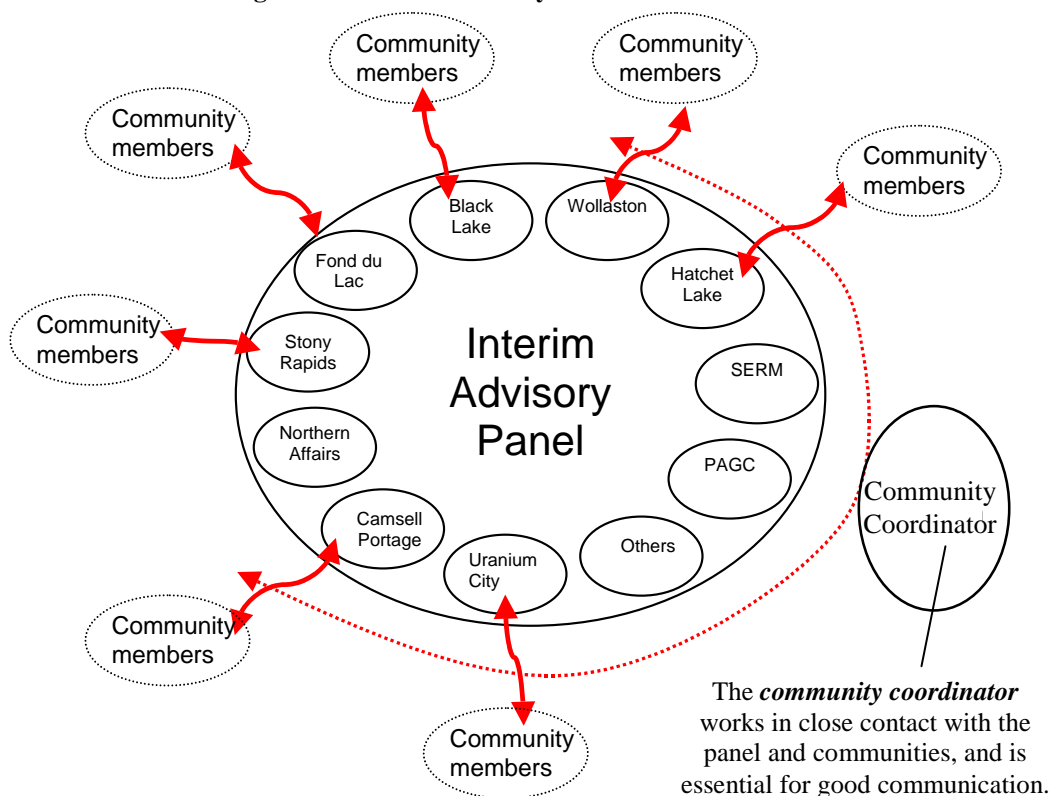 Community
members
Community
members
Community
members
Community
members
Community
members
Black
Lake
Wollaston
Fond du
Lac
Hatchet
Lake
Stony
Rapids
Interim
Advisory
Panel
SERM
Northern
Affairs
PAGC
Camsell
Portage
Others
Uranium
City
Community
Coordinator
Community
members
Community
members
Community
members
The community coordinator
works in close contact with the
panel and communities, and is
essential for good communication.